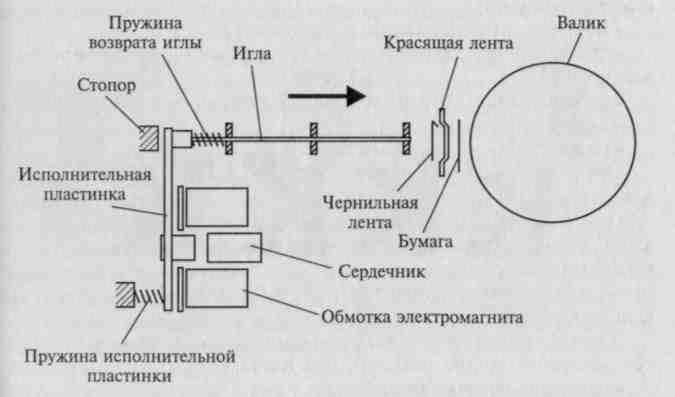 Пружина
возврата иглы
Валик
Игла
Красящая лента
Стопор
Исполнительная
пластинка
Чернильная
лента
Бумага
Сердечник
Обмотка электромагнита
Пружина исполнительной
пластинки